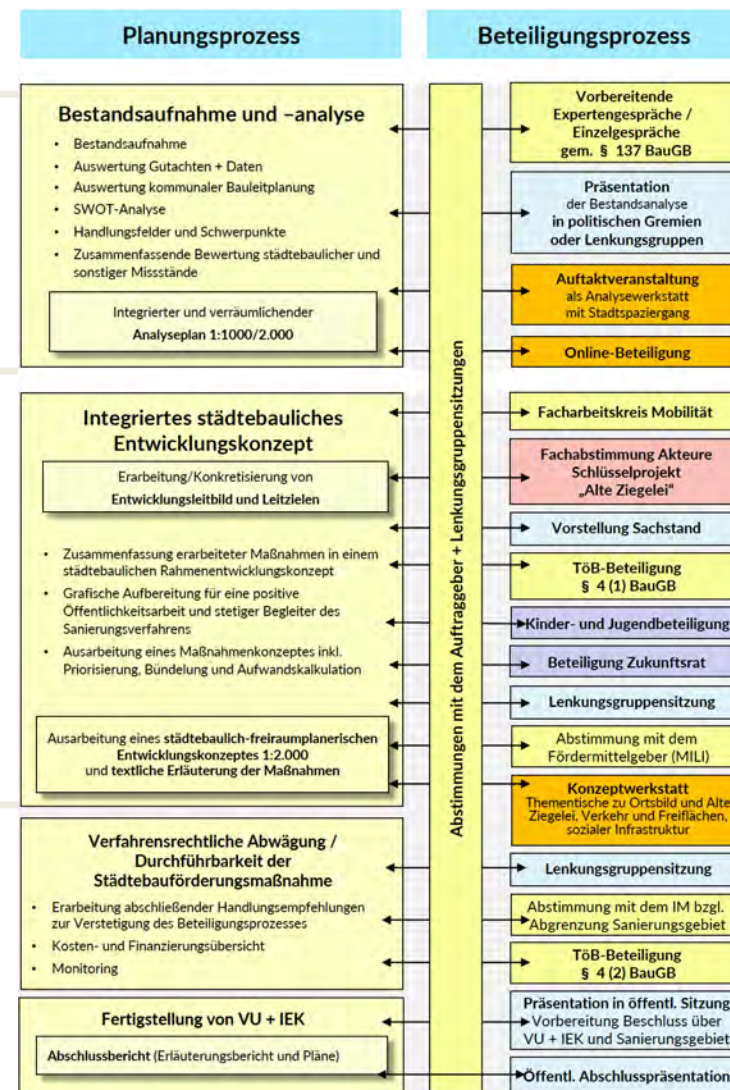 Planungsprozess
Beteiligungsprozess
Bestandsaufnahme und –analyse
• Bestandsaufnahme
• Auswertung Gutachten + Daten
• Auswertung kommunaler Bauleitplanung
• SWOT-Analyse
• Handlungsfelder und Schwerpunkte
• Zusammenfassende Bewertung städtebaulicher und
sonstiger Missstände
Integrierter und verräumlichender
Analyseplan 1:1000/2.000
Integriertes städtebauliches
Entwicklungskonzept
Erarbeitung/Konkretisierung von
Entwicklungsleitbild und Leitzielen
• Zusammenfassung erarbeiteter Maßnahmen in einem
städtebaulichen Rahmenentwicklungskonzept
• Grafische Aufbereitung für eine positive
Öffentlichkeitsarbeit und stetiger Begleiter des
Sanierungsverfahrens
• Ausarbeitung eines Maßnahmenkonzeptes inkl.
Priorisierung, Bündelung und Aufwandskalkulation
Ausarbeitung eines städtebaulich-freiraumplanerischen
Entwicklungskonzeptes 1:2.000
und textliche Erläuterung der Maßnahmen
Verfahrensrechtliche Abwägung /
Durchführbarkeit der
Städtebauförderungsmaßnahme
• Erarbeitung abschließender Handlungsempfehlungen
zur Verstetigung des Beteiligungsprozesses
• Kosten- und Finanzierungsübersicht
• Monitoring
Fertigstellung von VU + IEK
Abschlussbericht (Erläuterungsbericht und Pläne)
Abstimmungen mit dem Auftraggeber + Lenkungsgruppensitzungen
Vorbereitende
Expertengespräche /
Einzelgespräche
gem. § 137 BauGB
Präsentation
der Bestandsanalyse
in politischen Gremien
oder Lenkungsgruppen
Auftaktveranstaltung
als Analysewerkstatt
mit Stadtspaziergang
Online-Beteiligung
Facharbeitskreis Mobilität
Fachabstimmung Akteure
Schlüsselprojekt
„Alte Ziegelei“
Vorstellung Sachstand
TöB-Beteiligung
§ 4 (1) BauGB
Kinder- und Jugendbeteiligung
Beteiligung Zukunftsrat
Lenkungsgruppensitzung
Abstimmung mit dem
Fördermittelgeber (MILI)
Konzeptwerkstatt
Thementische zu Ortsbild und Alte
Ziegelei, Verkehr und Freiflächen,
sozialer Infrastruktur
Lenkungsgruppensitzung
Abstimmung mit dem IM bzgl.
Abgrenzung Sanierungsgebiet
TöB-Beteiligung
§ 4 (2) BauGB
Präsentation in öffentl. Sitzung
Vorbereitung Beschluss über
VU + IEK und Sanierungsgebiet
Öffentl. Abschlusspräsentation